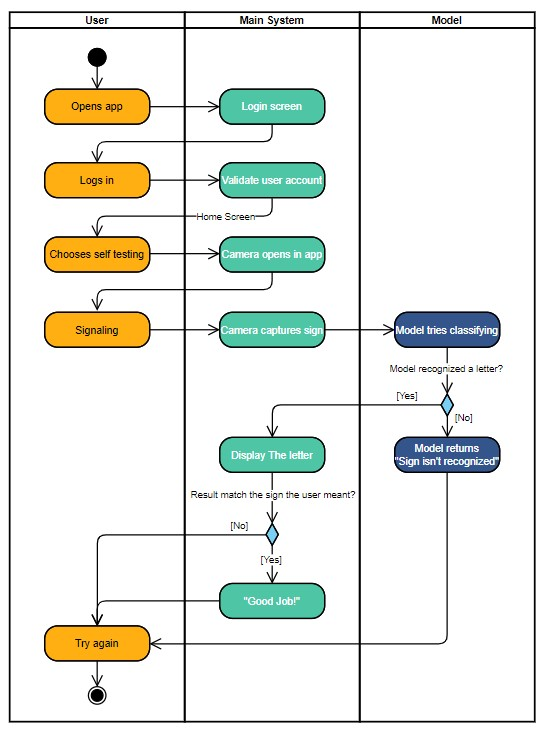 User
Main System
Model
Opens app
Login screen
Logs in
Validate user account
Home Screen
Chooses self testing
Camera opens in app
Signaling
Camera captures sign
Model tries classifying
Model recognized a letter?
[Yes]
[No]
Display The letter
Model returns
"Sign isn't recognized"
Result match the sign the user meant?
[No]
[Yes]
"Good Job!"
Try again